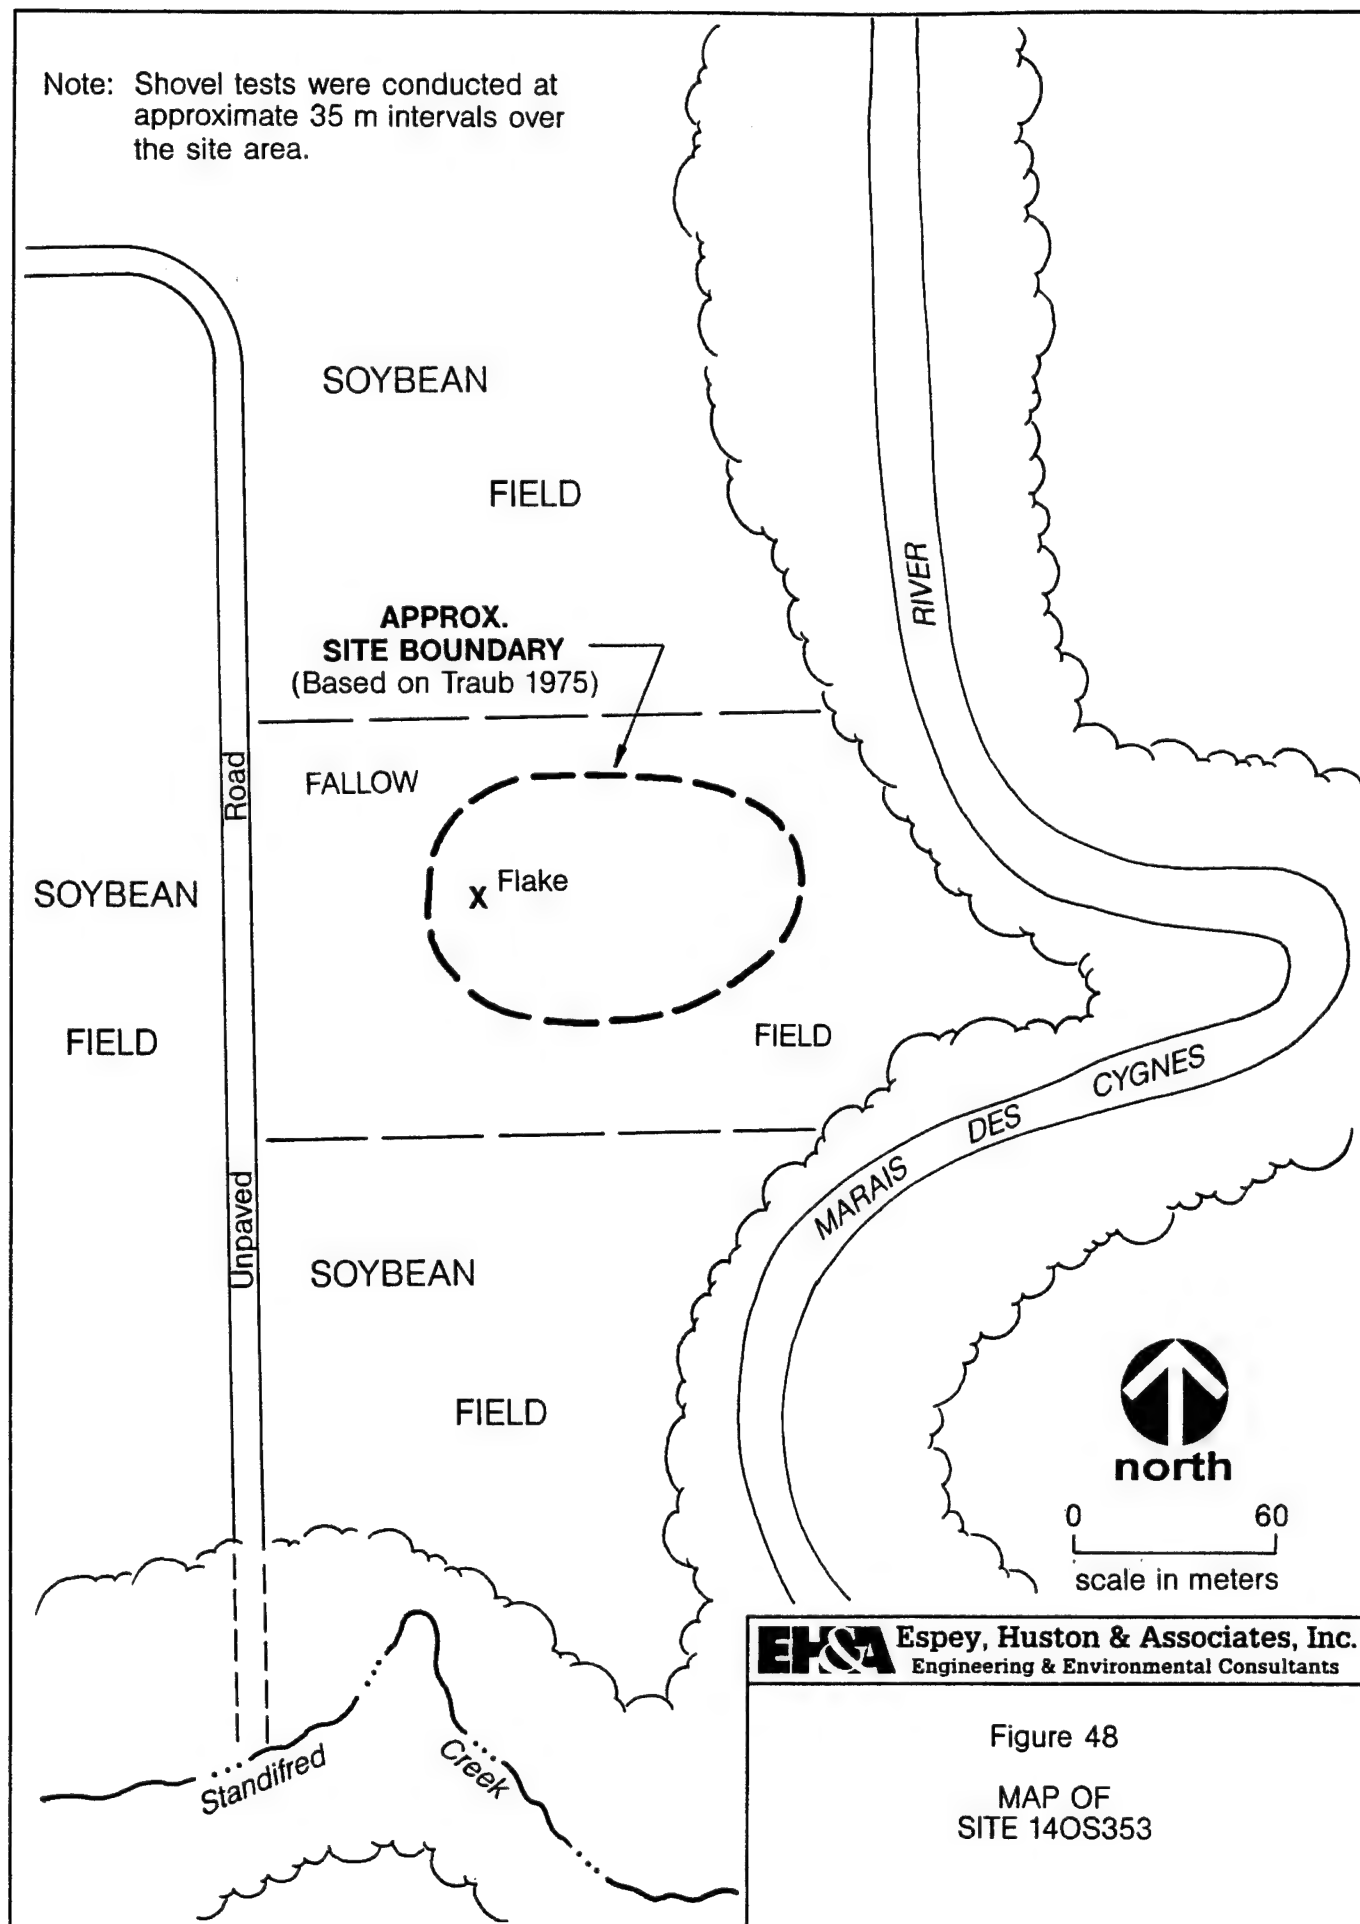 Note: Shovel tests were conducted at
approximate 35 m intervals over
the site area.
SOYBEAN
FIELD
RIVER
APPROX.
SITE BOUNDARY
(Based on Traub 1975)
Road
FALLOW
X Flake
SOYBEAN
FIELD
FIELD
MARAIS DES CYGNES
Unpaved
SOYBEAN
FIELD
north
0 60
scale in meters
Standifred Creek
EH&A Espey, Huston & Associates, Inc.
Engineering & Environmental Consultants
Figure 48
MAP OF
SITE 14OS353